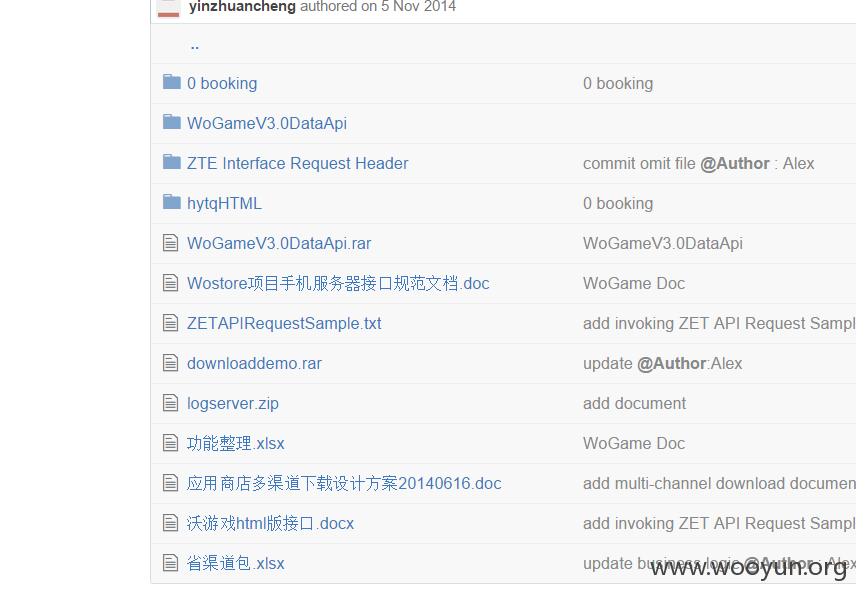 yinzhuancheng authored on 5 Nov 2014
..
0 booking 0 booking
WoGameV3.0DataApi
ZTE Interface Request Header commit omit file @Author : Alex
hytqHTML 0 booking
WoGameV3.0DataApi.rar WoGameV3.0DataApi
Wostore项目手机服务器接口规范文档.doc WoGame Doc
ZETAPIRequestSample.txt add invoking ZET API Request Sampl
downloaddemo.rar update @Author:Alex
logserver.zip add document
功能整理.xlsx WoGame Doc
应用商店多渠道下载设计方案20140616.doc add multi-channel download documen
沃游戏html版接口.docx add invoking ZET API Request Sampl
省渠道包.xlsx update business logic @Author : Alex
www.wooyun.org